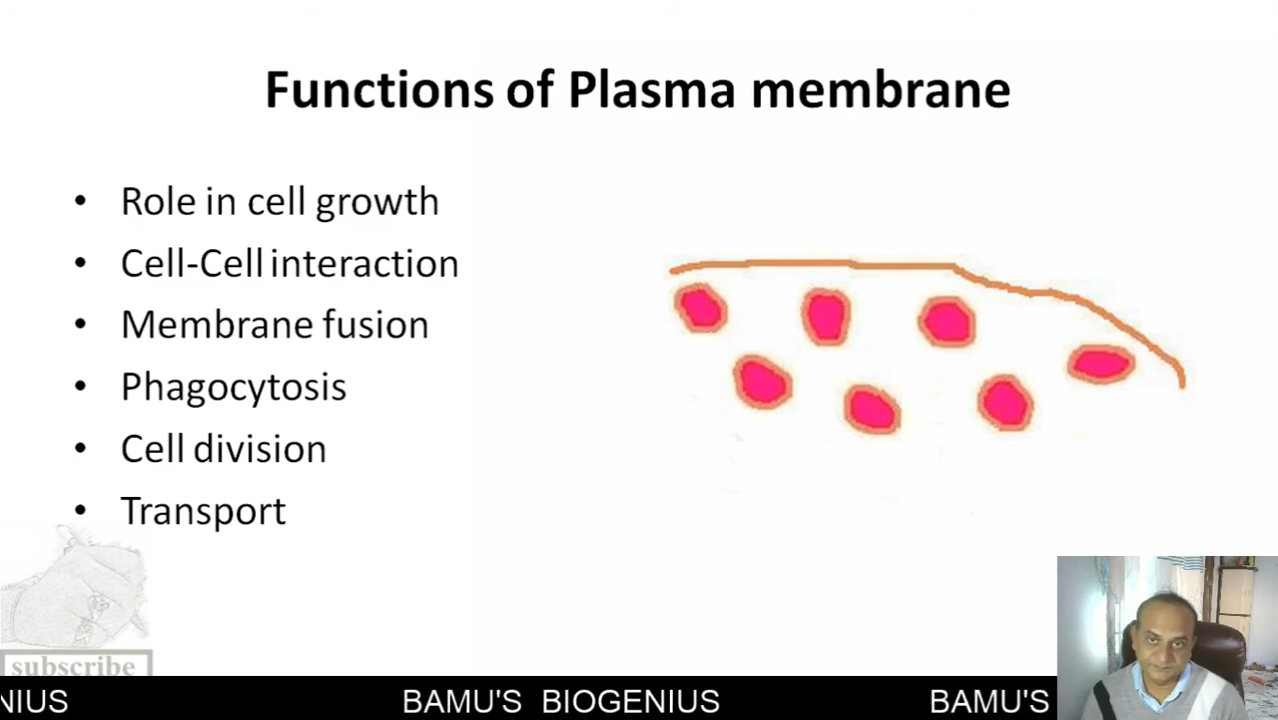 Functions of Plasma membrane
• Role in cell growth
• Cell-Cell interaction
• Membrane fusion
• Phagocytosis
• Cell division
• Transport
subscribe
NIUS BAMU'S BIOGENIUS BAMU'S